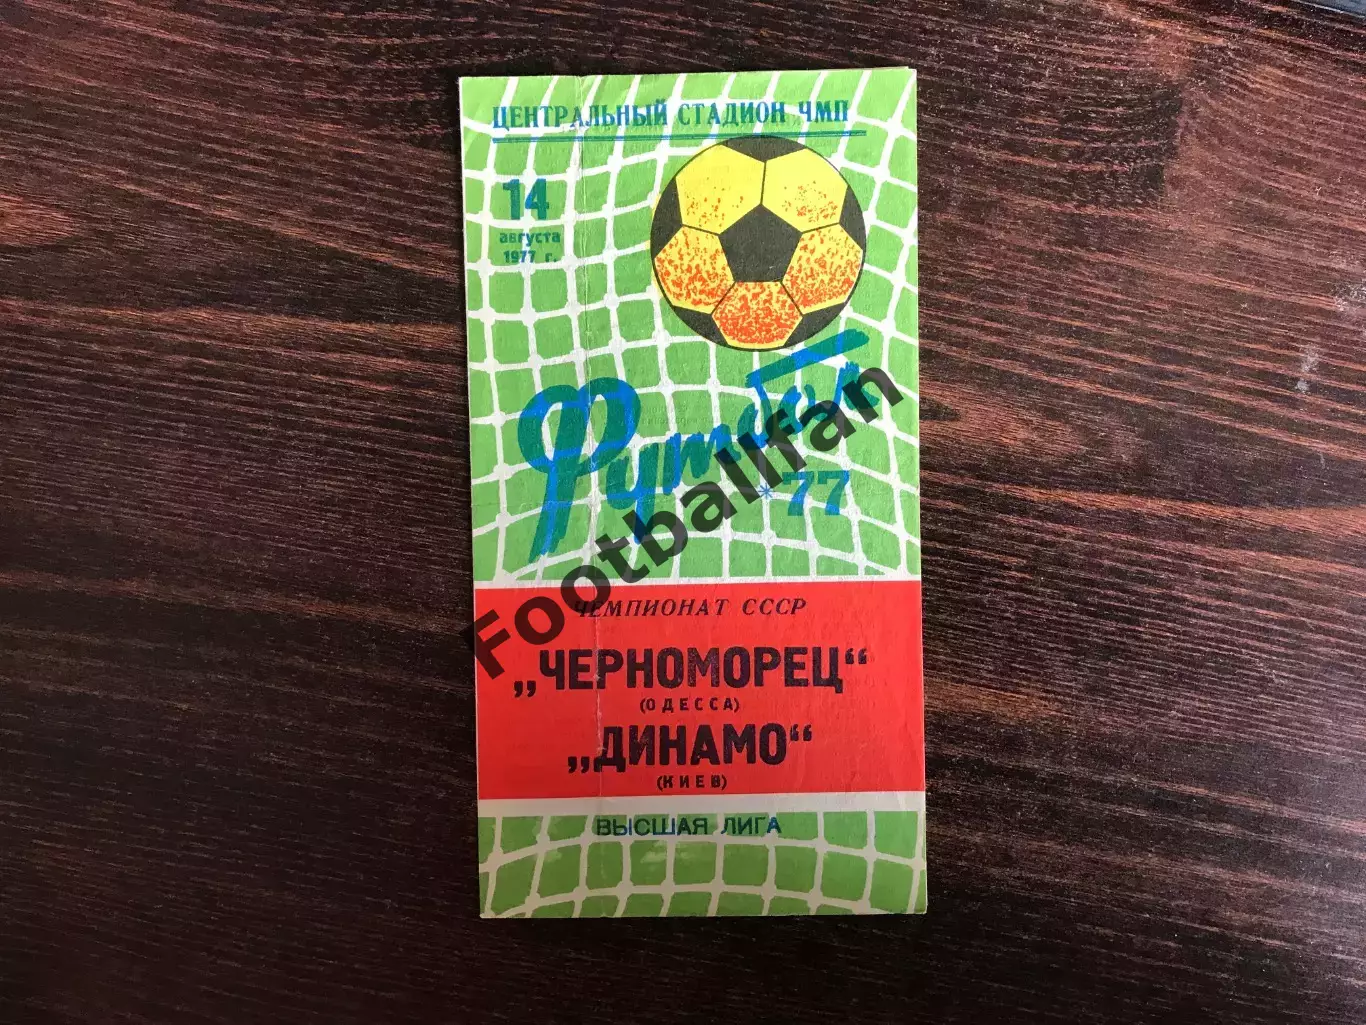 ЦЕНТРАЛЬНЫЙ СТАДИОН ЧМП
14
августа
1977 г.
Футбол
*77
ЧЕМПИОНАТ СССР
„ЧЕРНОМОРЕЦ“
(ОДЕССА)
„ДИНАМО“
(КИЕВ)
ВЫСШАЯ ЛИГА
Footballfan